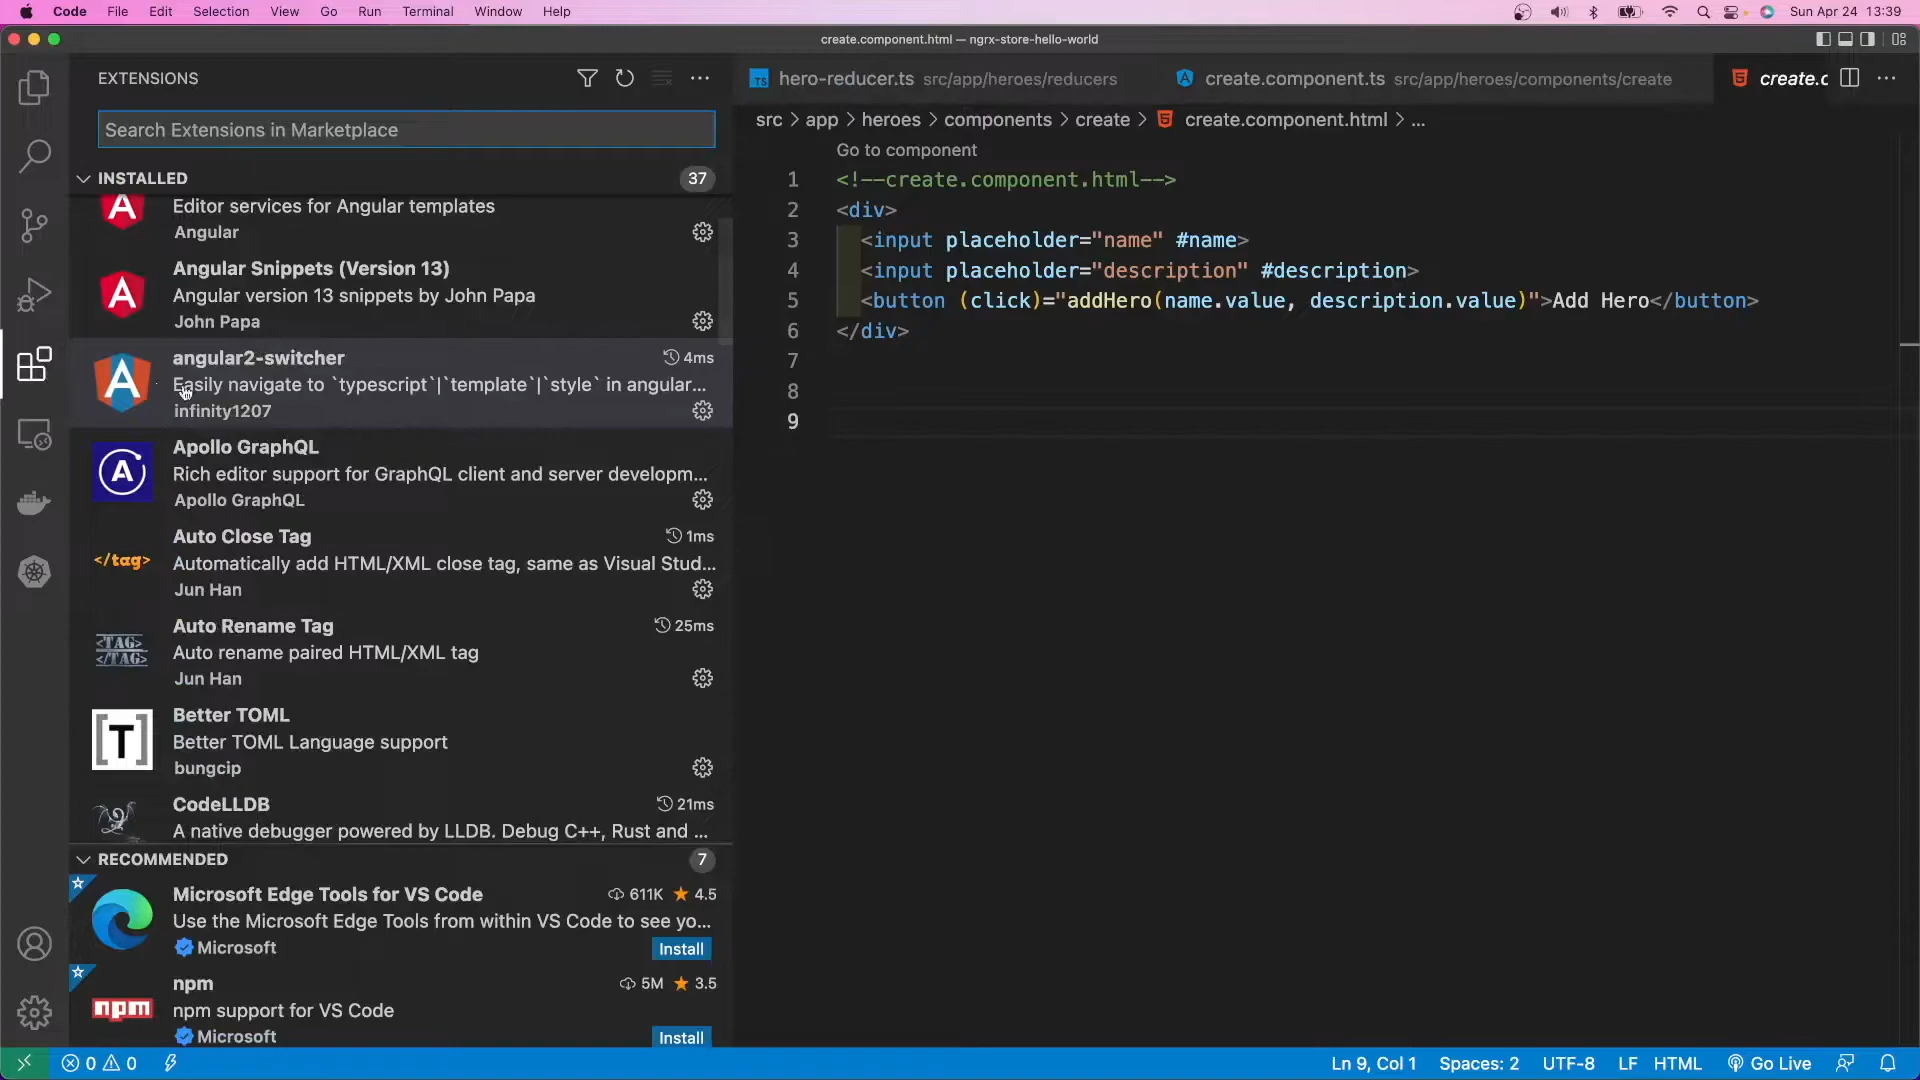 Code File Edit Selection View Go Run Terminal Window Help Sun Apr 24 13:39
create.component.html — ngrx-store-hello-world
EXTENSIONS
Search Extensions in Marketplace
INSTALLED 37
Editor services for Angular templates
Angular
Angular Snippets (Version 13)
Angular version 13 snippets by John Papa
John Papa
angular2-switcher 4ms
Easily navigate to `typescript`|`template`|`style` in angular...
infinity1207
Apollo GraphQL
Rich editor support for GraphQL client and server developm...
Apollo GraphQL
Auto Close Tag 1ms
</tag>
Automatically add HTML/XML close tag, same as Visual Stud...
Jun Han
Auto Rename Tag 25ms
<TAG>
</TAG>
Auto rename paired HTML/XML tag
Jun Han
Better TOML
[T]
Better TOML Language support
bungcip
CodeLLDB 21ms
A native debugger powered by LLDB. Debug C++, Rust and ...
RECOMMENDED 7
Microsoft Edge Tools for VS Code 611K 4.5
Use the Microsoft Edge Tools from within VS Code to see yo...
Microsoft Install
npm 5M 3.5
npm
npm support for VS Code
Microsoft Install
TS hero-reducer.ts src/app/heroes/reducers create.component.ts src/app/heroes/components/create create.c
src > app > heroes > components > create > create.component.html > ...
Go to component
1 <!--create.component.html-->
2 <div>
3 <input placeholder="name" #name>
4 <input placeholder="description" #description>
5 <button (click)="addHero(name.value, description.value)">Add Hero</button>
6 </div>
7
8
9
0 0 Ln 9, Col 1 Spaces: 2 UTF-8 LF HTML Go Live